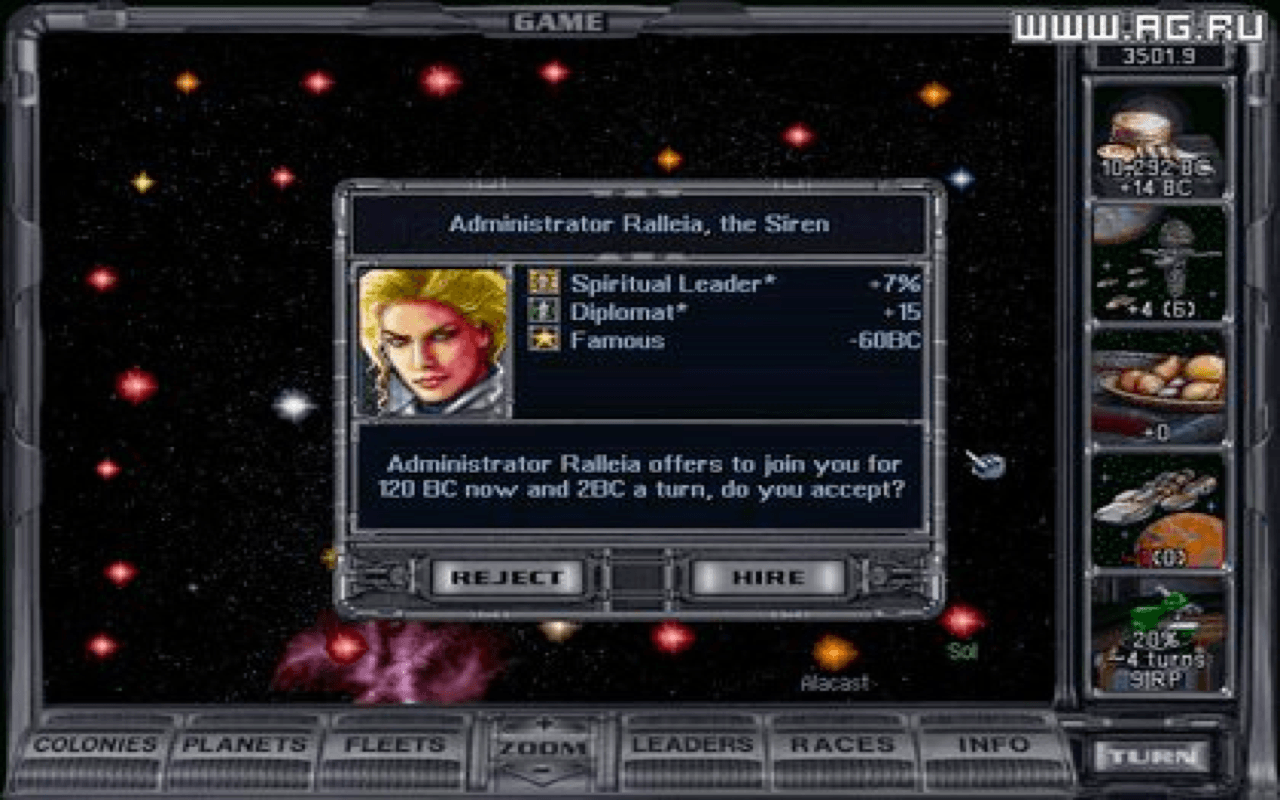 GAME
WWW.AG.RU
3501.9
Administrator Ralleia, the Siren
Spiritual Leader* +7%
Diplomat* +15
Famous -60BC
Administrator Ralleia offers to join you for
120 BC now and 2BC a turn, do you accept?
REJECT
HIRE
10,292 BC
+14 BC
+4 (6)
+0
(0)
20%
~4 turns
91RP
Sol
Alacast
COLONIES
PLANETS
FLEETS
+
ZOOM
-
LEADERS
RACES
INFO
TURN